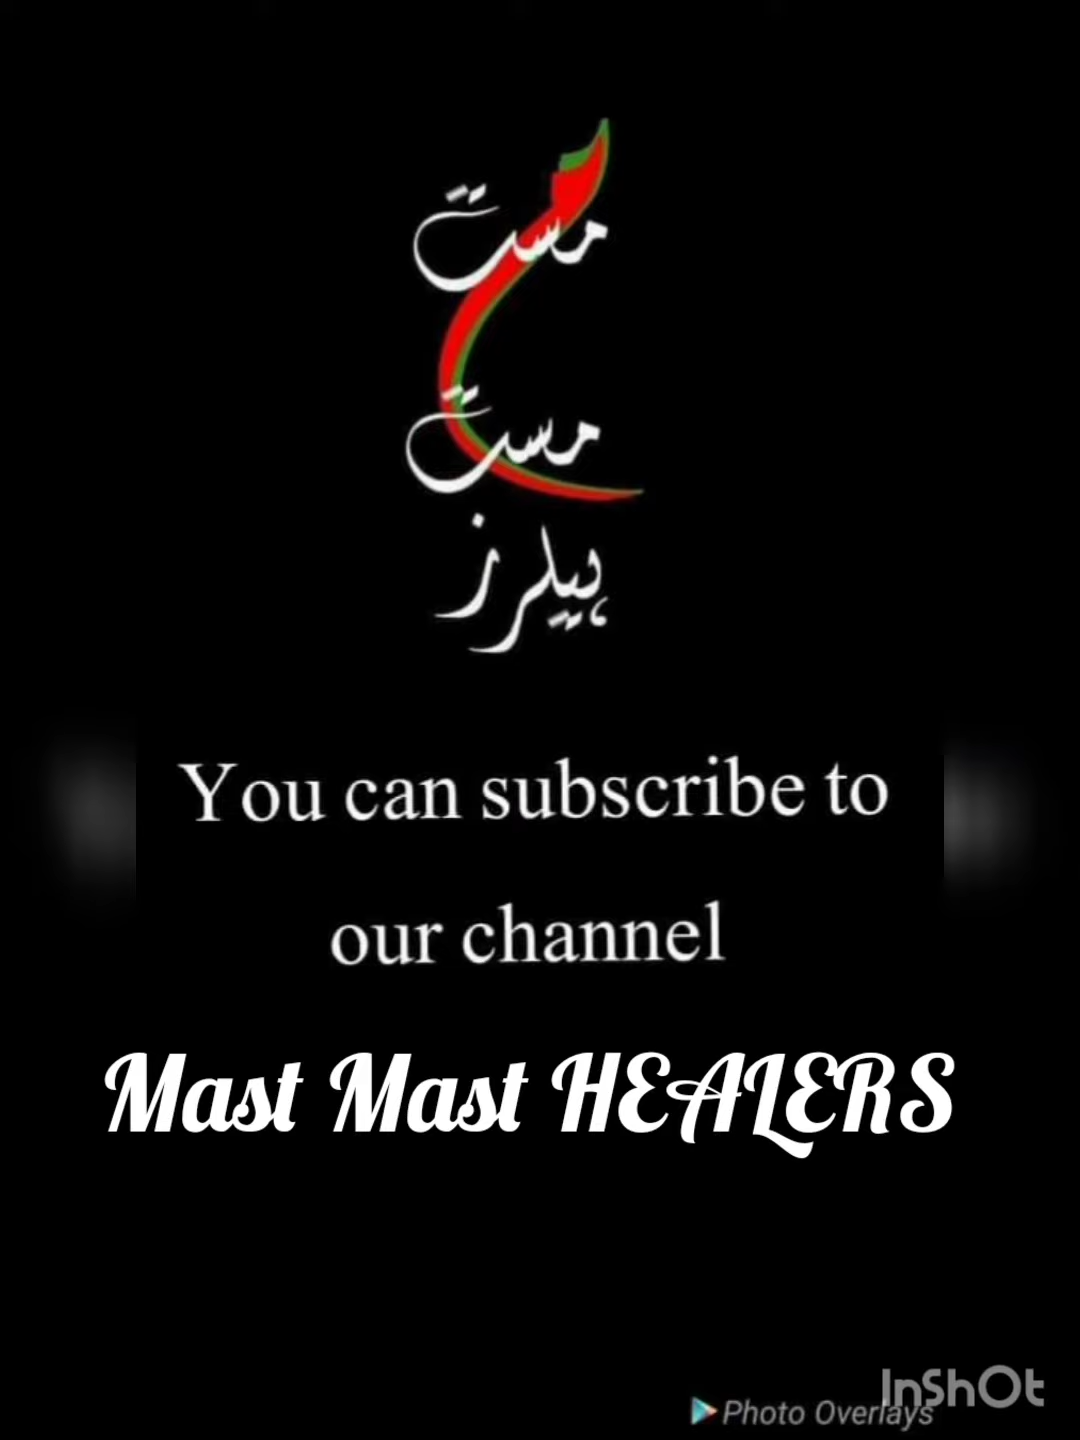 مست
مست
ہیلرز
You can subscribe to
our channel
Mast Mast HEALERS
InShOt
Photo Overlays